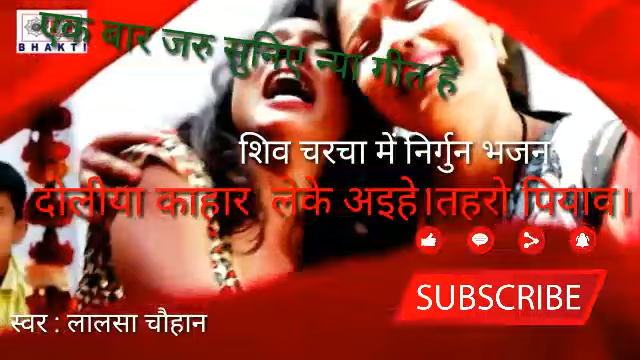 BHAKTI
एक बार जरु सुनिए न्या गीत है
शिव चरचा में निर्गुन भजन
दोलीया काहार लेके अइहे।तहरो पियाव।
SUBSCRIBE
स्वर : लालसा चौहान